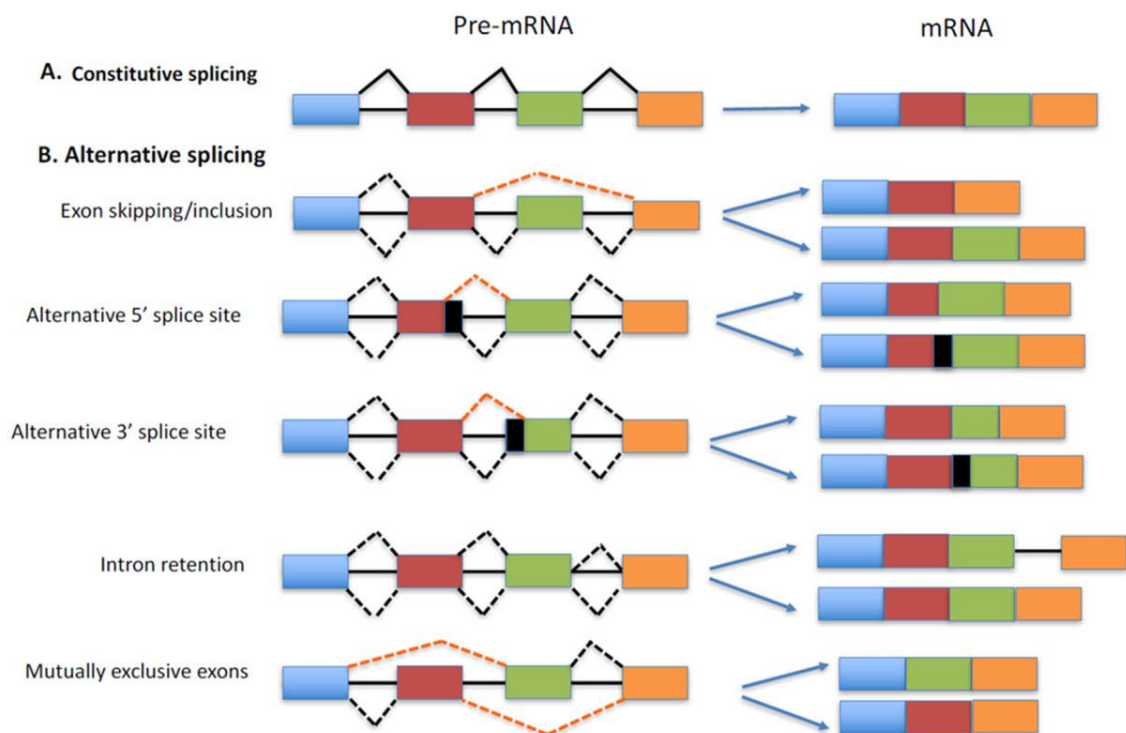 Pre-mRNA
mRNA
A. Constitutive splicing
B. Alternative splicing
Exon skipping/inclusion
Alternative 5’ splice site
Alternative 3’ splice site
Intron retention
Mutually exclusive exons